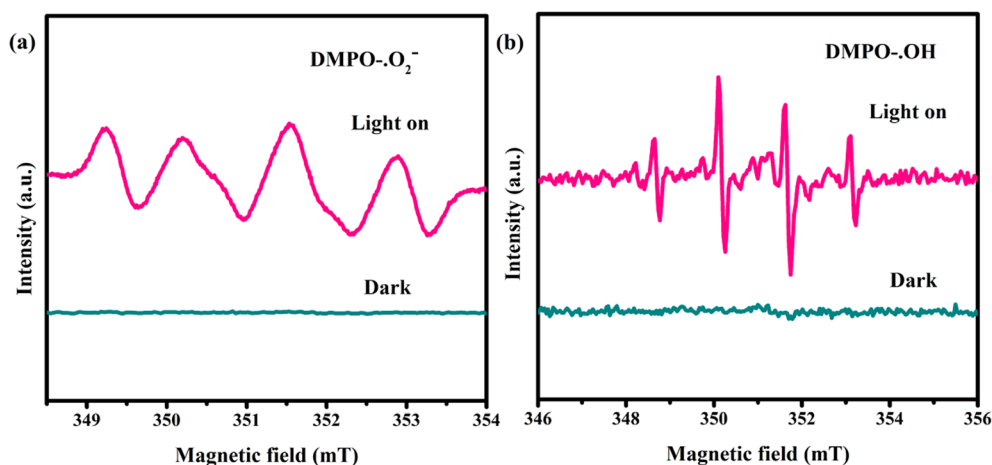 (a)
DMPO-.O₂⁻
Light on
Dark
Intensity (a.u.)
349 350 351 352 353 354
Magnetic field (mT)
(b)
DMPO-.OH
Light on
Dark
Intensity (a.u.)
346 348 350 352 354 356
Magnetic field (mT)